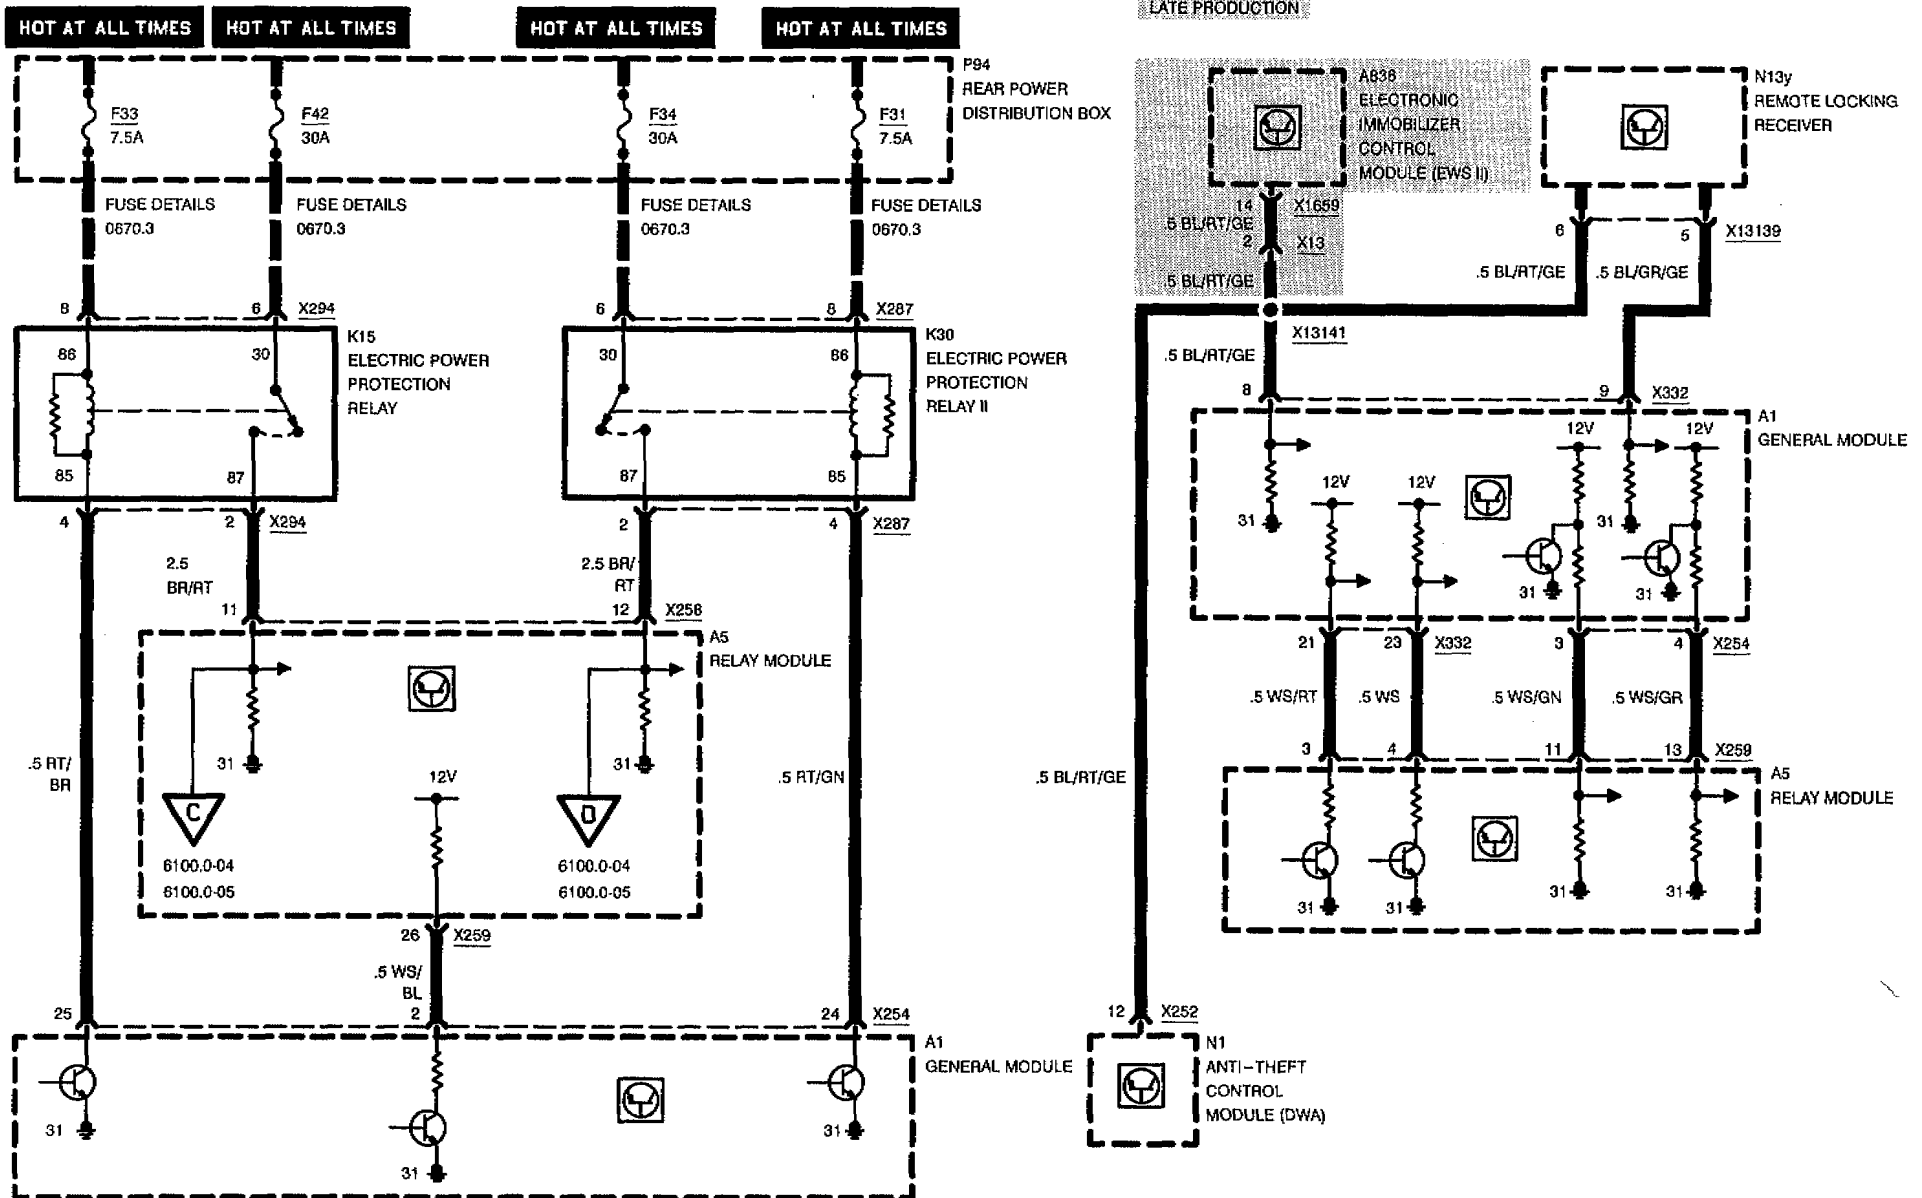 LATE PRODUCTION
HOT AT ALL TIMES
HOT AT ALL TIMES
HOT AT ALL TIMES
HOT AT ALL TIMES
P94
REAR POWER
DISTRIBUTION BOX
F33
7.5A
F42
30A
F34
30A
F31
7.5A
FUSE DETAILS
0670.3
FUSE DETAILS
0670.3
FUSE DETAILS
0670.3
FUSE DETAILS
0670.3
8
6
X294
6
8
X287
K15
ELECTRIC POWER
PROTECTION
RELAY
86
30
85
87
K30
ELECTRIC POWER
PROTECTION
RELAY II
30
86
87
85
4
2
X294
2
4
X287
2.5
BR/RT
2.5 BR/
RT
11
12
X258
A5
RELAY MODULE
31
31
C
6100.0-04
6100.0-05
12V
D
6100.0-04
6100.0-05
.5 RT/
BR
.5 RT/GN
26
X259
.5 WS/
BL
25
2
24
X254
A1
GENERAL MODULE
31
31
31
A836
ELECTRONIC
IMMOBILIZER
CONTROL
MODULE (EWS II)
N13y
REMOTE LOCKING
RECEIVER
14
X1659
.5 BL/RT/GE
2
X13
.5 BL/RT/GE
6
5
X13139
.5 BL/RT/GE
.5 BL/GR/GE
X13141
.5 BL/RT/GE
8
9
X332
A1
GENERAL MODULE
12V
12V
12V
12V
31
31
31
31
21
23
X332
3
4
X254
.5 WS/RT
.5 WS
.5 WS/GN
.5 WS/GR
3
4
11
13
X259
A5
RELAY MODULE
31
31
31
31
.5 BL/RT/GE
12
X252
N1
ANTI-THEFT
CONTROL
MODULE (DWA)